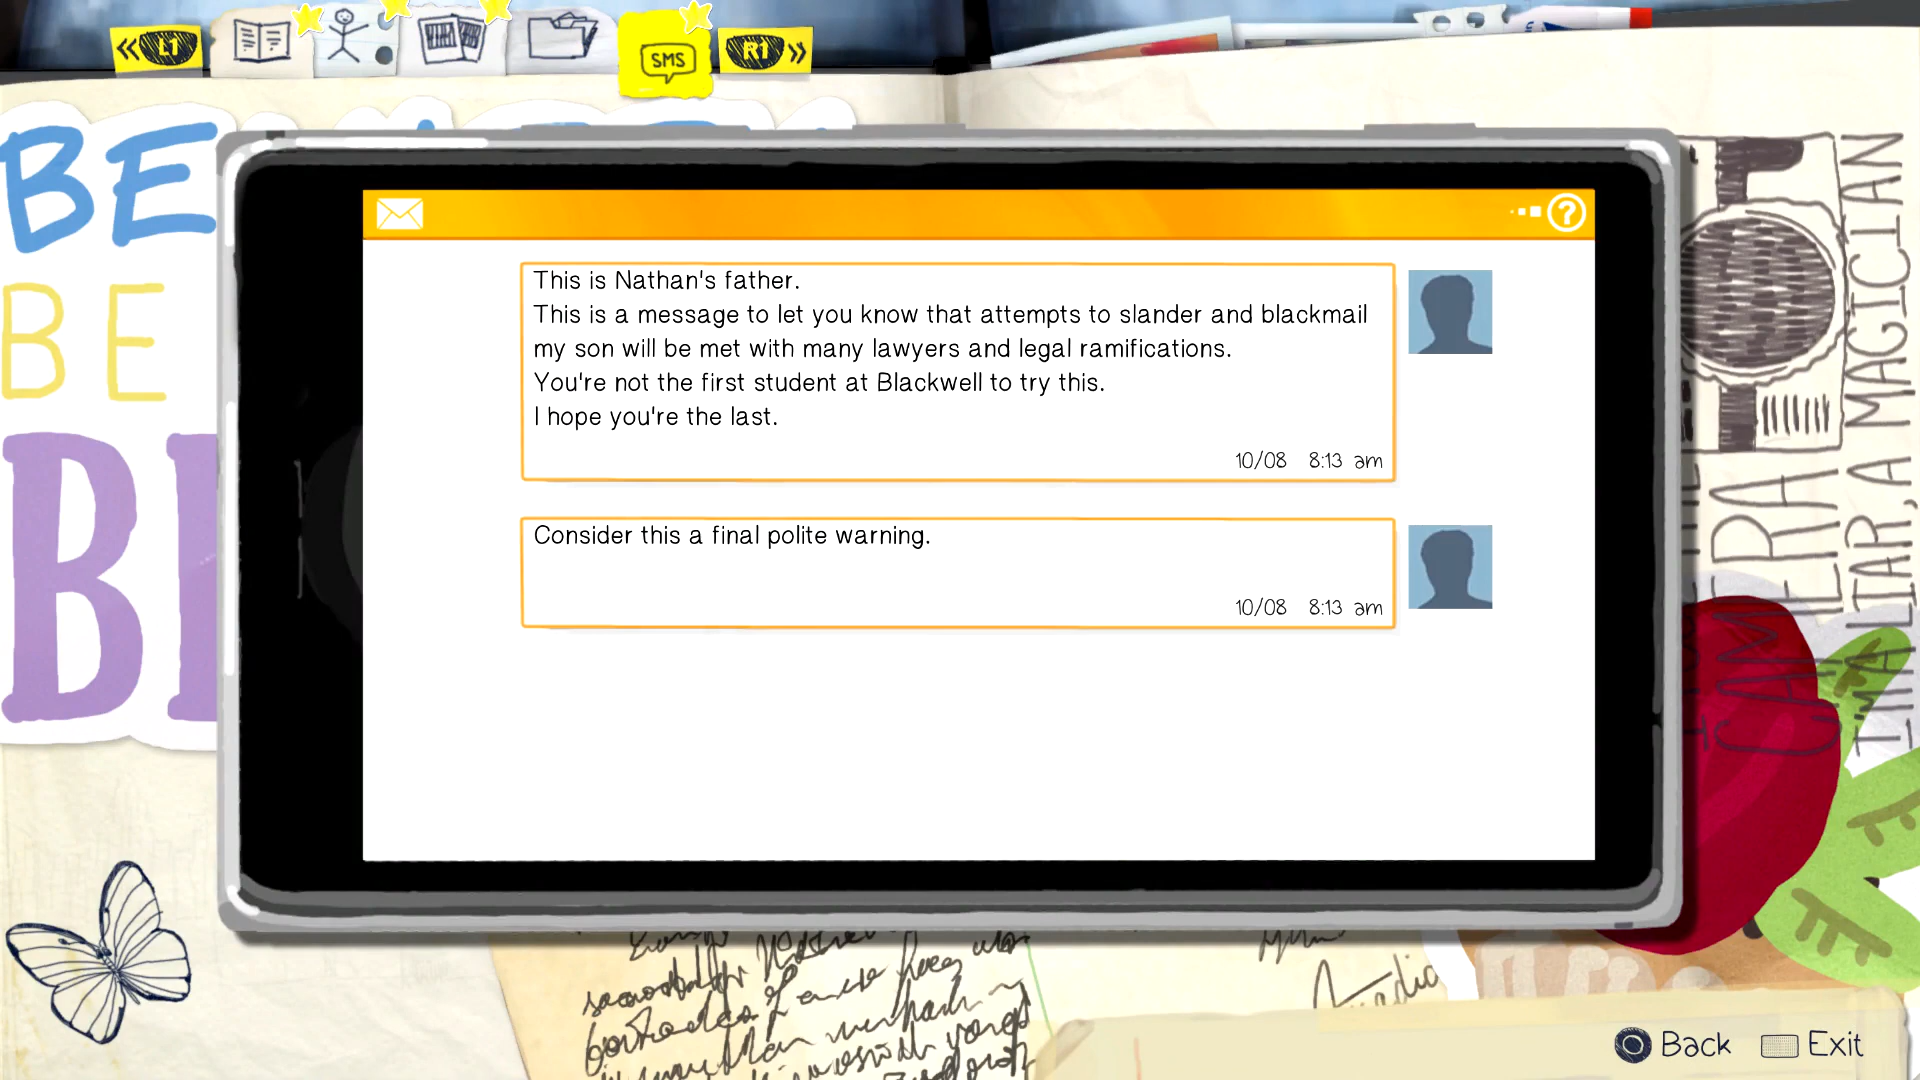 L1
SMS
R1
BE
BE
This is Nathan's father.
This is a message to let you know that attempts to slander and blackmail
my son will be met with many lawyers and legal ramifications.
You're not the first student at Blackwell to try this.
I hope you're the last.
10/08 8:13 am
Consider this a final polite warning.
10/08 8:13 am
CAMERA
I'M A LIAR, A MAGICIAN
Back
Exit